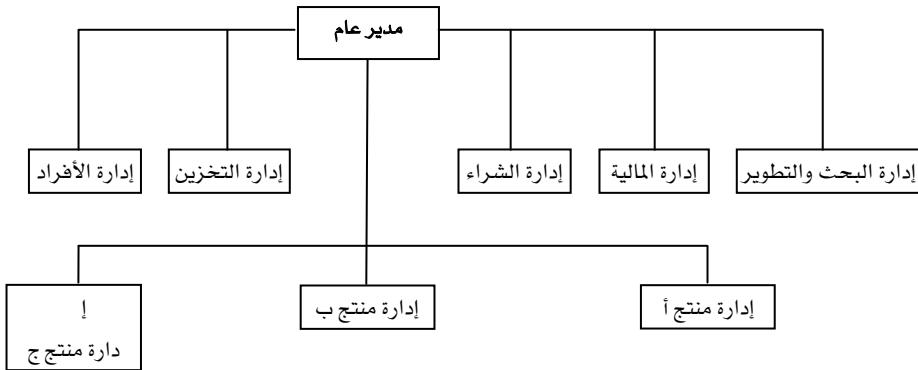 مدير عام
إدارة البحث والتطوير
إدارة المالية
إدارة الشراء
إدارة التخزين
إدارة الأفراد
إدارة منتج أ
إدارة منتج ب
إ
دارة منتج ج